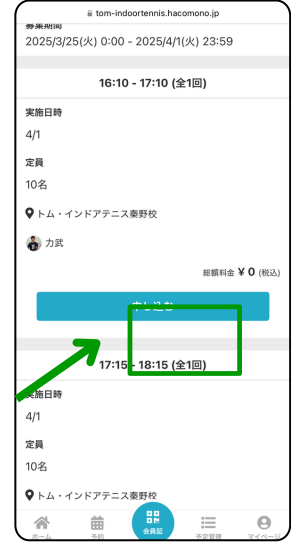 tom-indoortennis.hacomono.jp
募集期間
2025/3/25(火) 0:00 - 2025/4/1(火) 23:59
16:10 - 17:10 (全1回)
実施日時
4/1
定員
10名
トム・インドアテニス秦野校
力武
総額料金 ¥ 0 (税込)
申し込む
17:15 - 18:15 (全1回)
実施日時
4/1
定員
10名
トム・インドアテニス秦野校
ホーム 予約 会員証 予定管理 マイページ